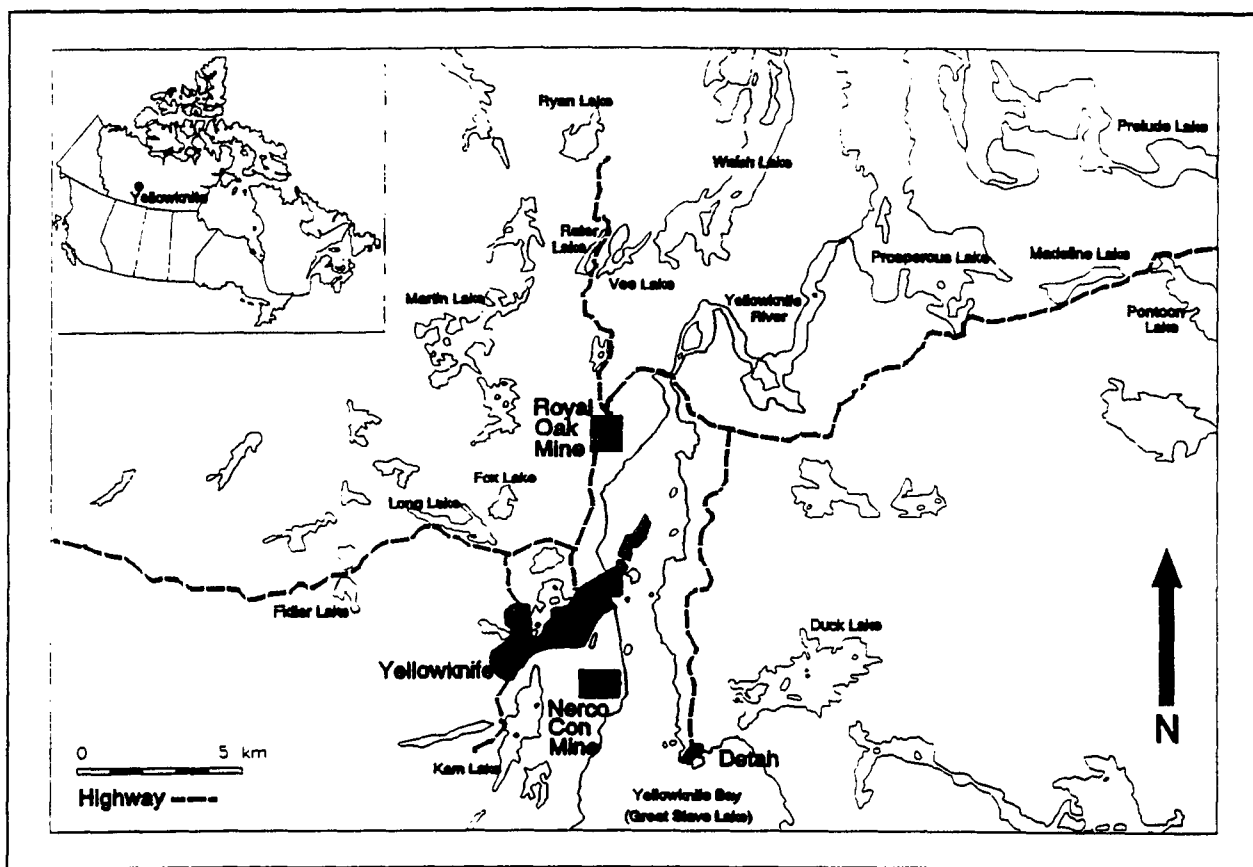 Ryan Lake
Prelude Lake
Walsh Lake
Yellowknife
Rater
Lake
Prosperous Lake
Madeline Lake
Vee Lake
Martin Lake
Yellowknife
River
Pontoon
Lake
Royal
Oak
Mine
Fox Lake
Long Lake
Fidler Lake
Duck Lake
Yellowknife
Nerco
Con
Mine
N
0 5 km
Kam Lake
Detah
Highway
Yellowknife Bay
(Great Slave Lake)